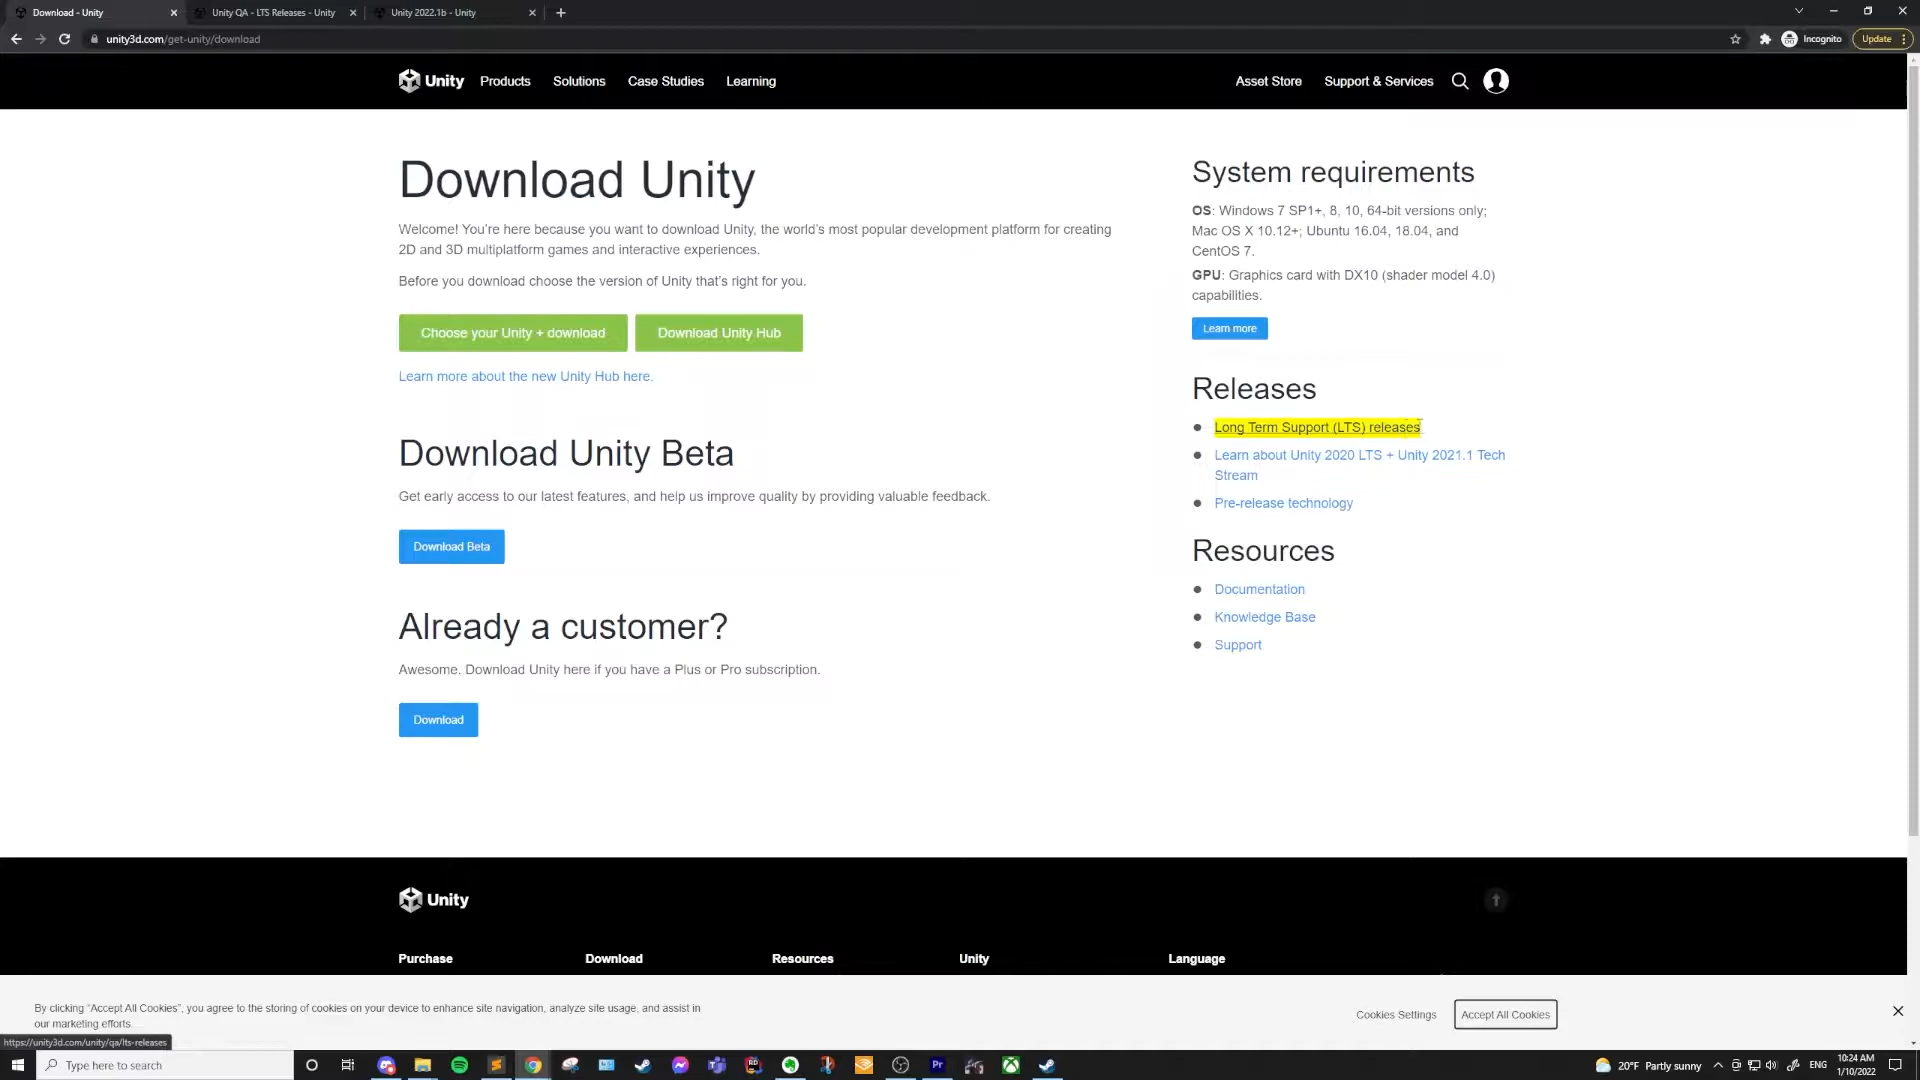 Download - Unity
Unity QA - LTS Releases - Unity
Unity 2022.1b - Unity
unity3d.com/get-unity/download
Incognito
Update
Unity
Products
Solutions
Case Studies
Learning
Asset Store
Support & Services
Download Unity
Welcome! You're here because you want to download Unity, the world's most popular development platform for creating
2D and 3D multiplatform games and interactive experiences.
Before you download choose the version of Unity that's right for you.
Choose your Unity + download
Download Unity Hub
Learn more about the new Unity Hub here.
Download Unity Beta
Get early access to our latest features, and help us improve quality by providing valuable feedback.
Download Beta
Already a customer?
Awesome. Download Unity here if you have a Plus or Pro subscription.
Download
System requirements
OS: Windows 7 SP1+, 8, 10, 64-bit versions only;
Mac OS X 10.12+; Ubuntu 16.04, 18.04, and
CentOS 7.
GPU: Graphics card with DX10 (shader model 4.0)
capabilities.
Learn more
Releases
Long Term Support (LTS) releases
Learn about Unity 2020 LTS + Unity 2021.1 Tech
Stream
Pre-release technology
Resources
Documentation
Knowledge Base
Support
Unity
Purchase
Download
Resources
Unity
Language
By clicking "Accept All Cookies", you agree to the storing of cookies on your device to enhance site navigation, analyze site usage, and assist in
our marketing efforts.
Cookies Settings
Accept All Cookies
https://unity3d.com/unity/qa/lts-releases
Type here to search
Pr
20°F Partly sunny
ENG
10:24 AM
1/10/2022